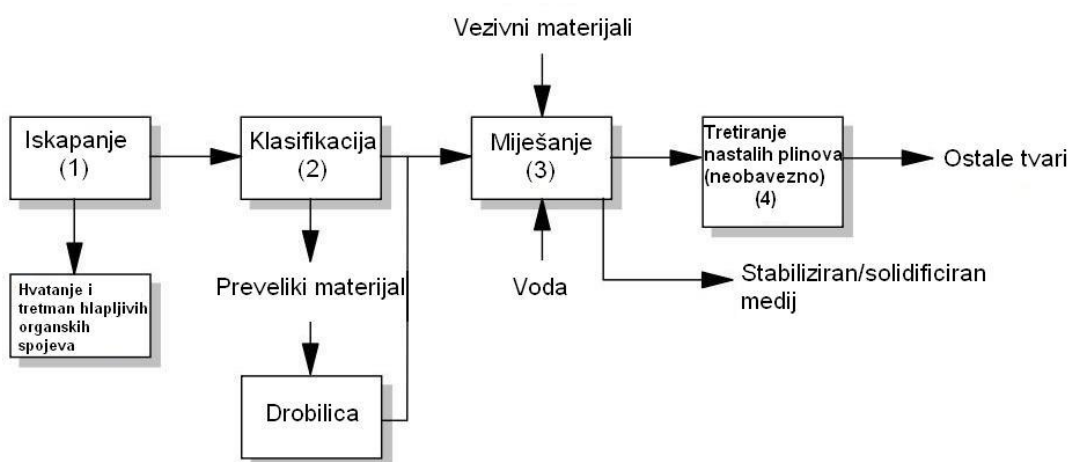 Vezivni materijali
Iskapanje
(1)
Klasifikacija
(2)
Miješanje
(3)
Tretiranje
nastalih plinova
(neobavezno)
(4)
Ostale tvari
Hvatanje i
tretman hlapljivih
organskih
spojeva
Preveliki materijal
Voda
Stabiliziran/solidificiran
medij
Drobilica